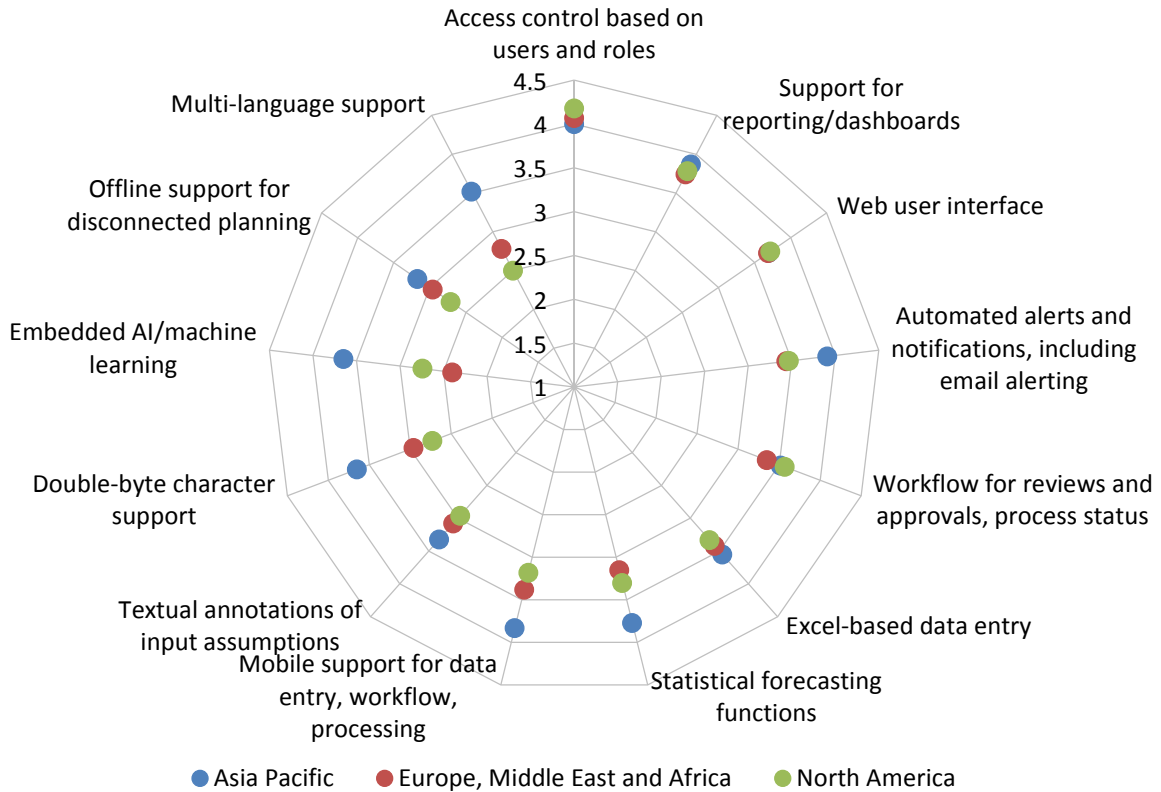 Access control based on
users and roles
Support for
reporting/dashboards
Web user interface
Automated alerts and
notifications, including
email alerting
Workflow for reviews and
approvals, process status
Excel-based data entry
Statistical forecasting
functions
Mobile support for data
entry, workflow,
processing
Textual annotations of
input assumptions
Double-byte character
support
Embedded AI/machine
learning
Offline support for
disconnected planning
Multi-language support
4.5
4
3.5
3
2.5
2
1.5
1
Asia Pacific
Europe, Middle East and Africa
North America